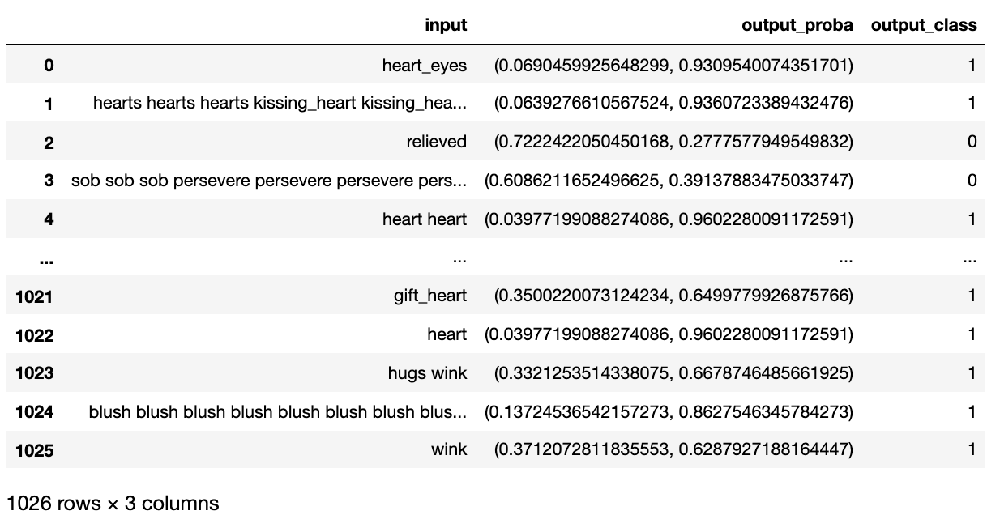 input output_proba output_class
0 heart_eyes (0.0690459925648299, 0.9309540074351701) 1
1 hearts hearts hearts kissing_heart kissing_hea... (0.0639276610567524, 0.9360723389432476) 1
2 relieved (0.7222422050450168, 0.2777577949549832) 0
3 sob sob sob persevere persevere persevere pers... (0.6086211652496625, 0.39137883475033747) 0
4 heart heart (0.03977199088274086, 0.9602280091172591) 1
... ... ... ...
1021 gift_heart (0.3500220073124234, 0.6499779926875766) 1
1022 heart (0.03977199088274086, 0.9602280091172591) 1
1023 hugs wink (0.3321253514338075, 0.6678746485661925) 1
1024 blush blush blush blush blush blush blush blus... (0.13724536542157273, 0.8627546345784273) 1
1025 wink (0.3712072811835553, 0.6287927188164447) 1
1026 rows × 3 columns